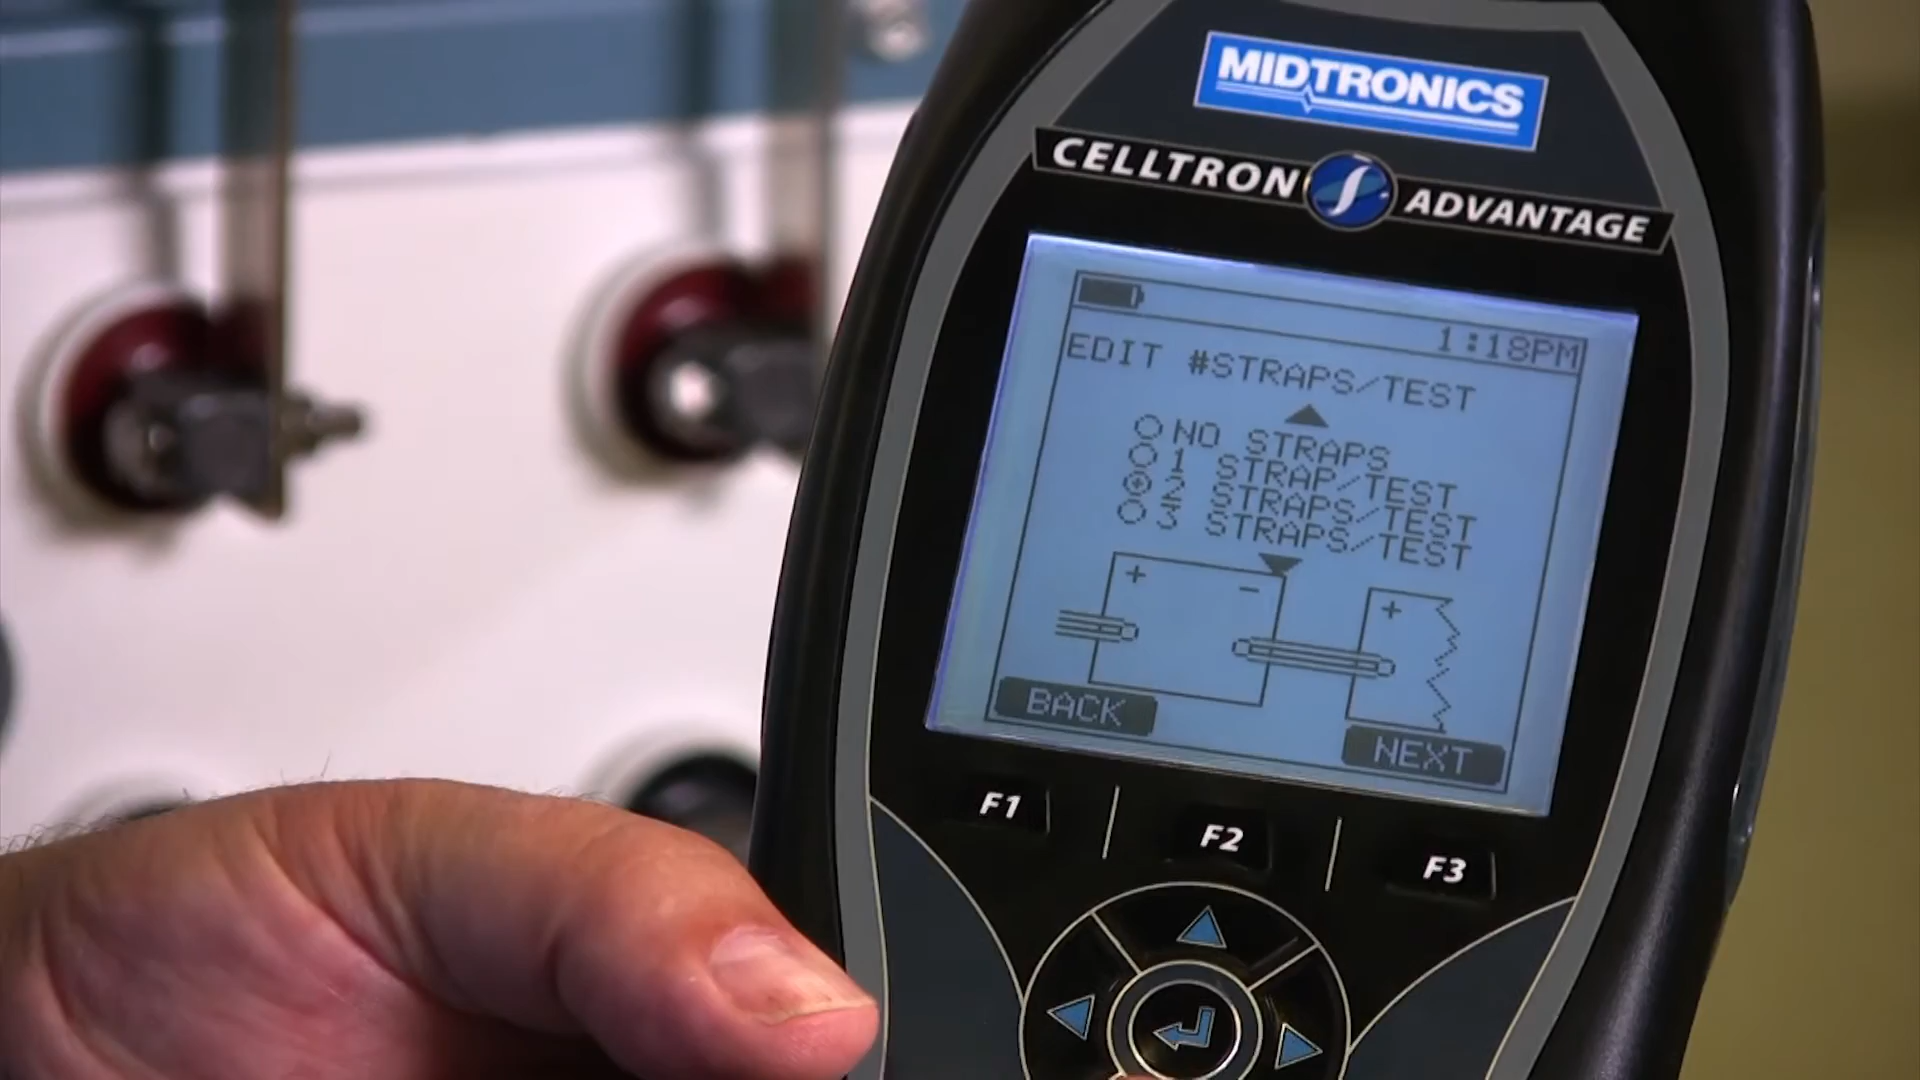 MIDTRONICS
CELLTRON ADVANTAGE
1:18PM
EDIT #STRAPS/TEST
NO STRAPS
1 STRAP/TEST
2 STRAPS/TEST
3 STRAPS/TEST
+ - +
BACK NEXT
F1 F2 F3